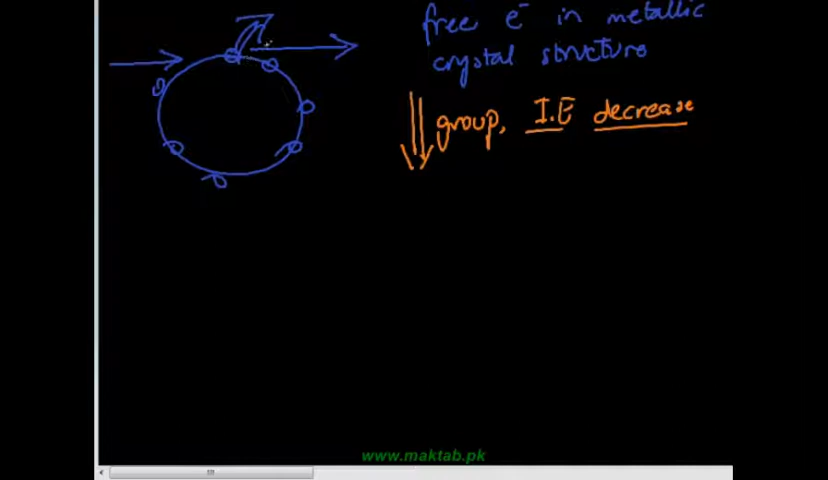 free e⁻ in metallic
crystal structure
group, I.E decrease
www.maktab.pk